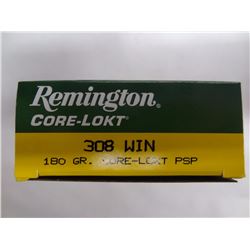 Remington
CORE-LOKT
308 WIN
180 GR. CORE-LOKT PSP